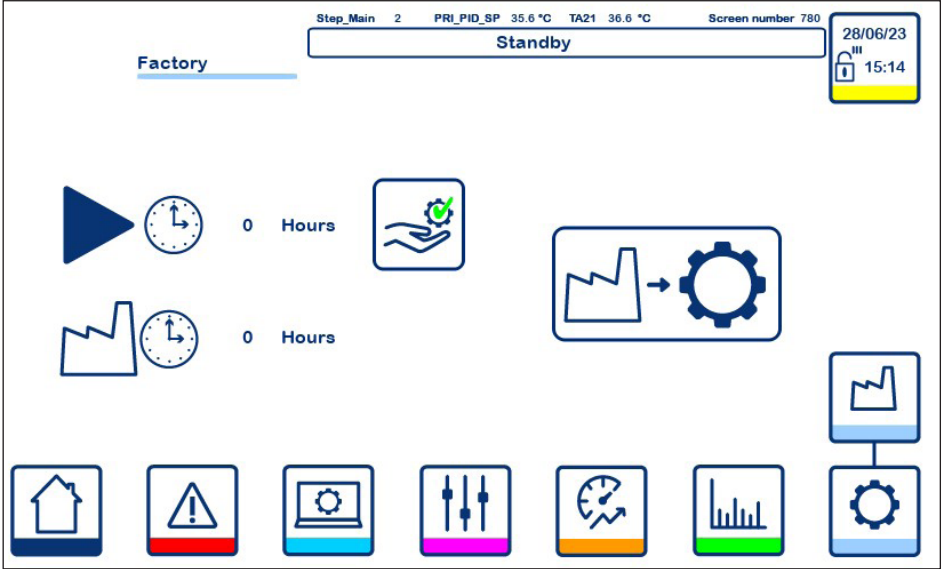 Step_Main 2 PRI_PID_SP 35.6 °C TA21 36.6 °C Screen number 780
Standby
28/06/23
15:14
Factory
0 Hours
0 Hours